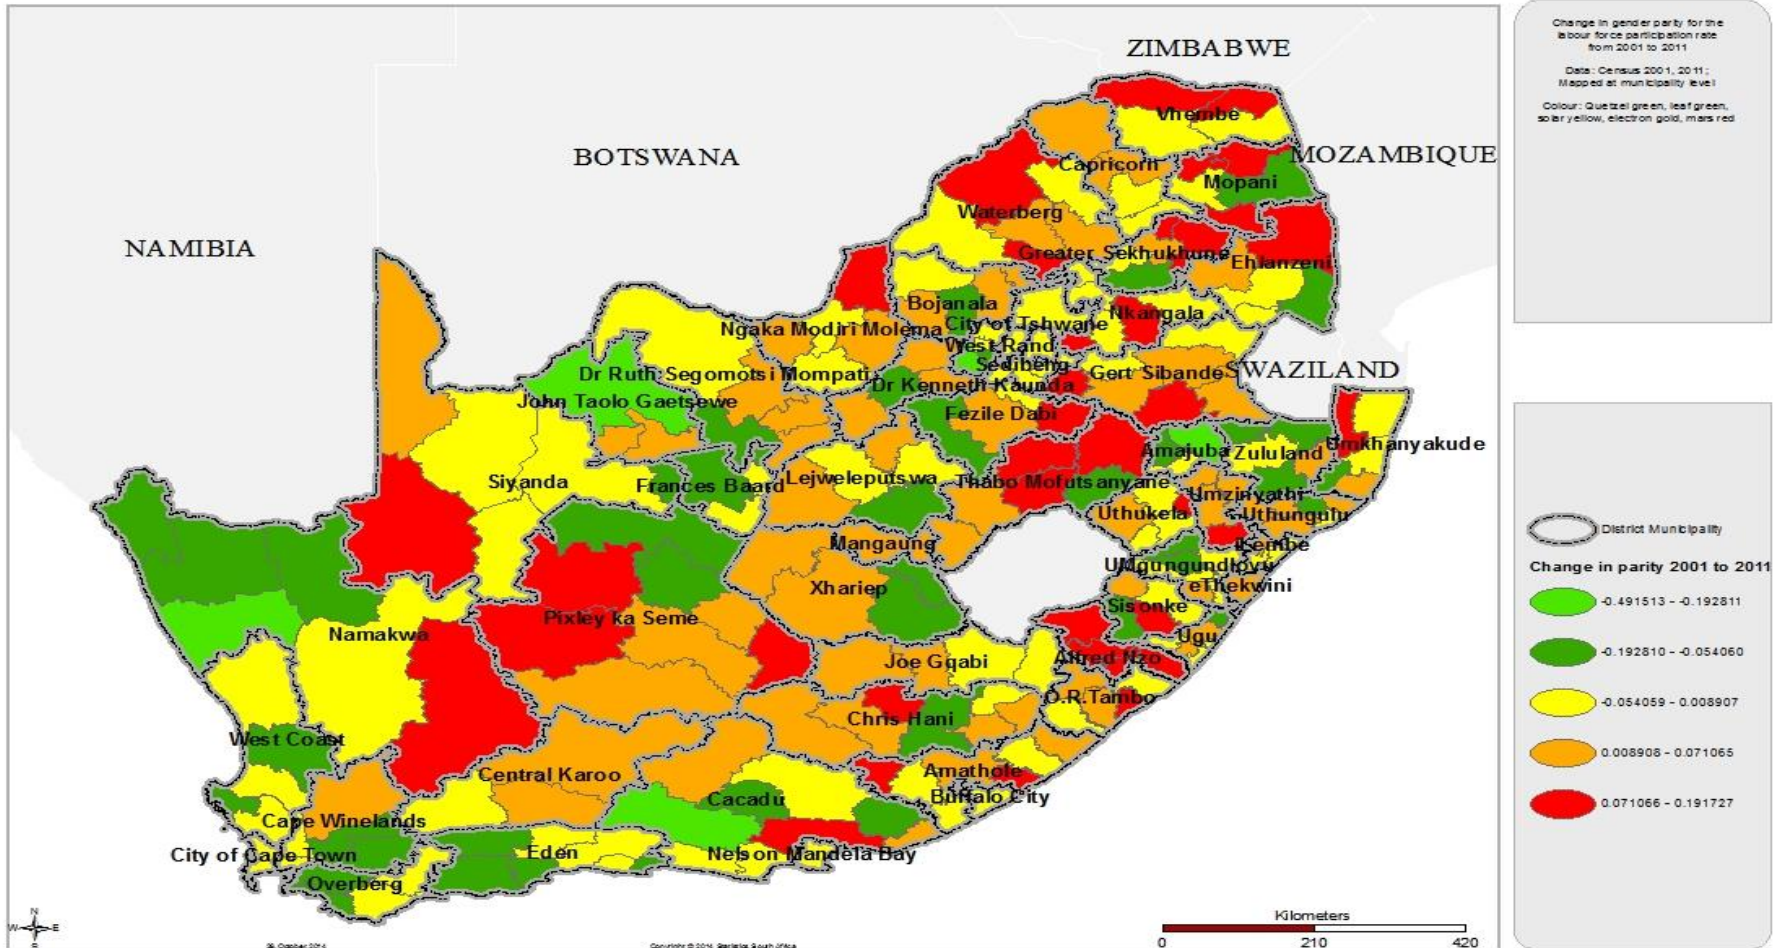 Change in gender parity for the
labour force participation rate
from 2001 to 2011
Data: Census 2001, 2011;
Mapped at municipality level
Colour: Quetzel green, leaf green,
solar yellow, electron gold, mars red
ZIMBABWE
BOTSWANA
MOZAMBIQUE
NAMIBIA
SWAZILAND
Vhembe
Capricorn
Mopani
Waterberg
Greater Sekhukhune
Ehlanzeni
Bojanala
Nkangala
City of Tshwane
Ngaka Modiri Molema
West Rand
Sedibeng
Gert Sibande
Dr Ruth Segomotsi Mompati
Dr Kenneth Kaunda
John Taolo Gaetsewe
Fezile Dabi
Umkhanyakude
Amajuba
Zululand
Siyanda
Frances Baard
Lejweleputswa
Thabo Mofutsanyane
Umzinyathi
Uthukela
Uthungulu
Mangaung
iLembe
UMgungundlovu
Xhariep
eThekwini
Sisonke
Pixley ka Seme
Namakwa
Ugu
Joe Gqabi
Alfred Nzo
O.R.Tambo
Chris Hani
West Coast
Central Karoo
Amathole
Cacadu
Buffalo City
Cape Winelands
City of Cape Town
Eden
Nelson Mandela Bay
Overberg
District Municipality
Change in parity 2001 to 2011
-0.491513 - -0.192811
-0.192810 - -0.054060
-0.054059 - 0.008907
0.008908 - 0.071065
0.071066 - 0.191727
N
W
E
S
Kilometers
0
210
420
October 2014
Copyright © 2014 Statistics South Africa